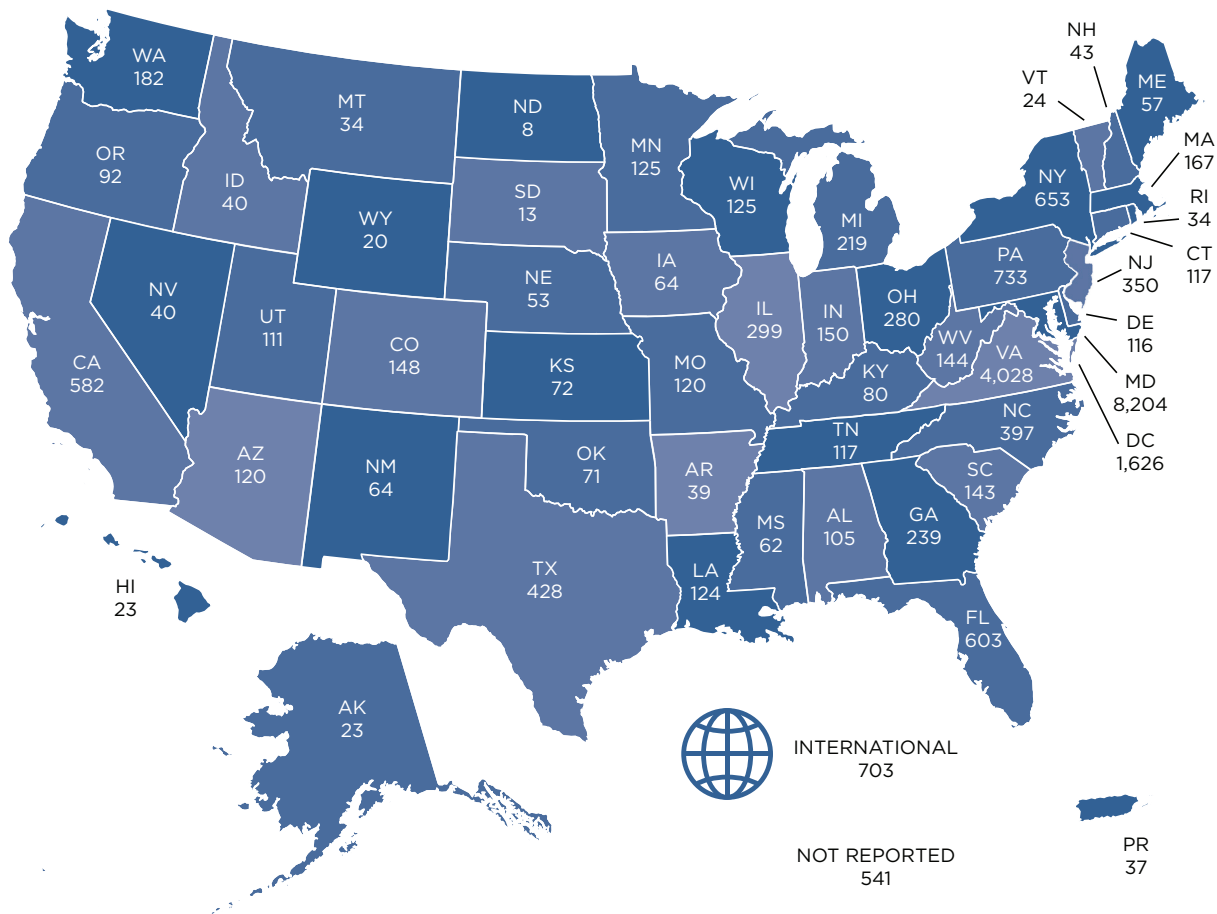 WA
182
OR
92
CA
582
NV
40
ID
40
MT
34
WY
20
UT
111
CO
148
AZ
120
NM
64
ND
8
SD
13
NE
53
KS
72
OK
71
TX
428
MN
125
IA
64
MO
120
AR
39
LA
124
WI
125
IL
299
MI
219
IN
150
OH
280
KY
80
TN
117
MS
62
AL
105
GA
239
FL
603
SC
143
NC
397
VA
4,028
WV
144
PA
733
NY
653
VT
24
NH
43
ME
57
MA
167
RI
34
CT
117
NJ
350
DE
116
MD
8,204
DC
1,626
HI
23
AK
23
INTERNATIONAL
703
NOT REPORTED
541
PR
37